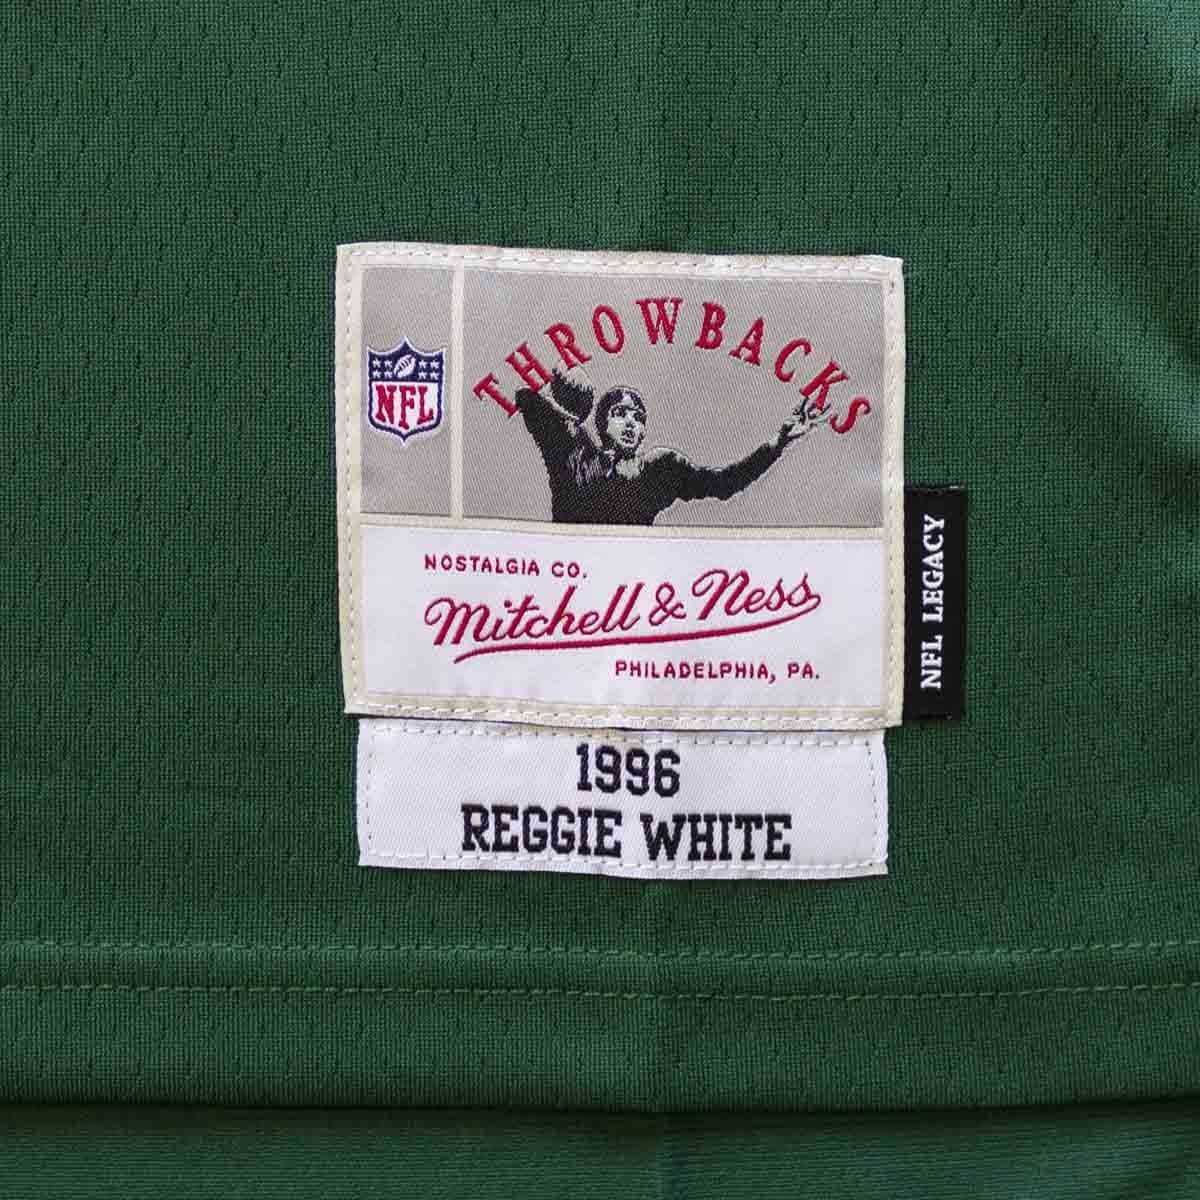 THROWBACKS
NFL
NOSTALGIA CO.
Mitchell & Ness
PHILADELPHIA, PA.
NFL LEGACY
1996
REGGIE WHITE